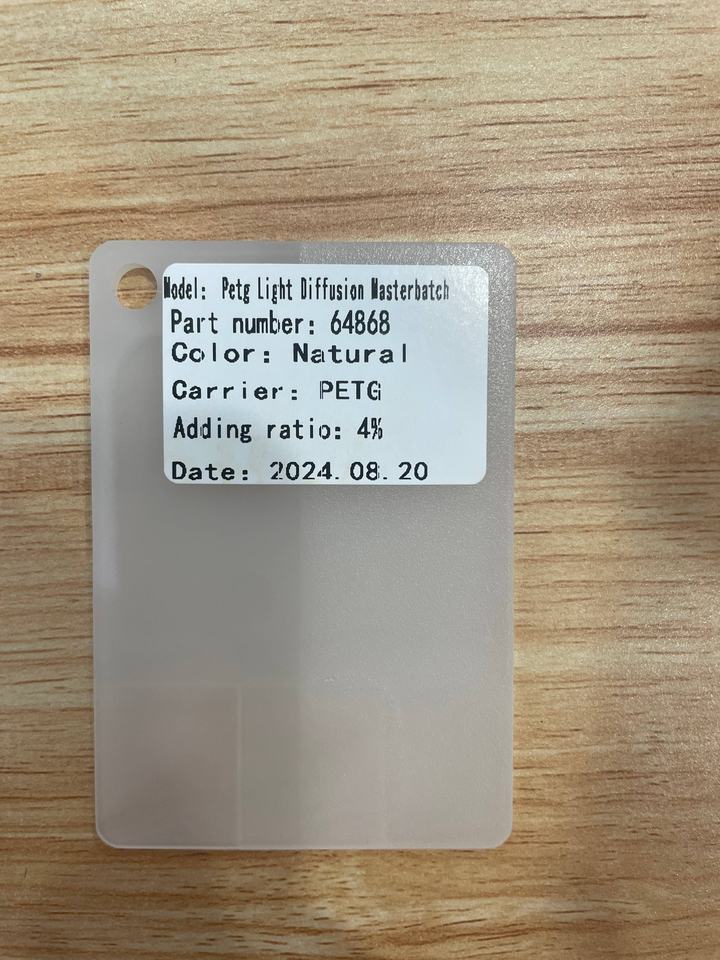 Model: Petg Light Diffusion Masterbatch
Part number: 64868
Color: Natural
Carrier: PETG
Adding ratio: 4%
Date: 2024.08.20